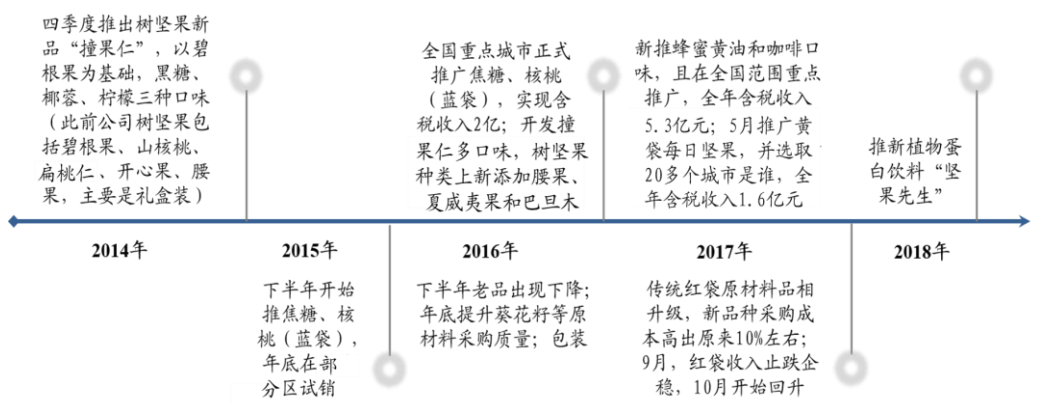 四季度推出树坚果新
品“撞果仁”，以碧
根果为基础，黑糖、
椰蓉、柠檬三种口味
（此前公司树坚果包
括碧根果、山核桃、
扁桃仁、开心果、腰
果，主要是礼盒装）
全国重点城市正式
推广焦糖、核桃
（蓝袋），实现含
税收入2亿；开发撞
果仁多口味，树坚果
种类上新添加腰果、
夏威夷果和巴旦木
新推蜂蜜黄油和咖啡口
味，且在全国范围重点
推广，全年含税收入
5.3亿元；5月推广黄
袋每日坚果，并选取
20多个城市是谁，全
年含税收入1.6亿元
推新植物蛋
白饮料“坚
果先生”
2014年
2015年
2016年
2017年
2018年
下半年开始
推焦糖、核
桃（蓝袋），
年底在部
分区试销
下半年老品出现下降；
年底提升葵花籽等原
材料采购质量；包装
传统红袋原材料品相
升级，新品种采购成
本高出原来10%左右；
9月，红袋收入止跌企
稳，10月开始回升